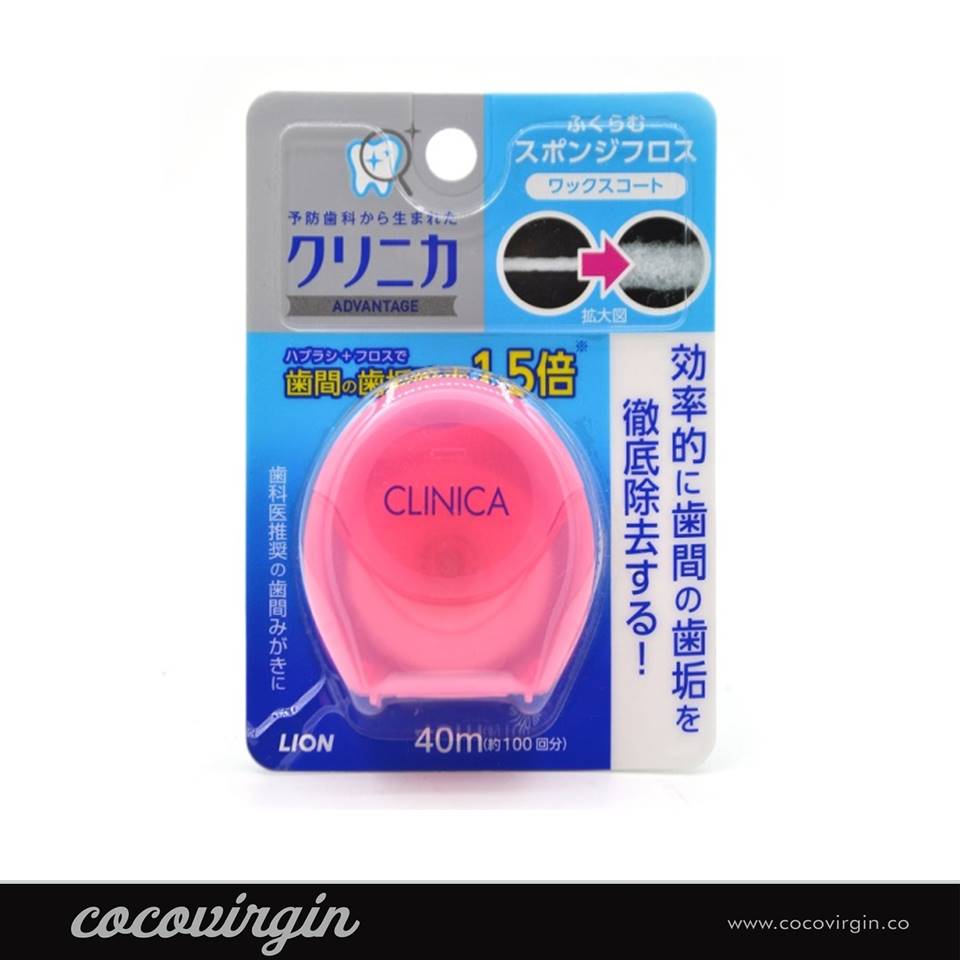 予防歯科から生まれた
クリニカ
ADVANTAGE
ふくらむ
スポンジフロス
ワックスコート
拡大図
ハブラシ+フロスで
歯間の歯垢 1.5倍※
CLINICA
効率的に歯間の歯垢を
徹底除去する!
歯科医推奨の歯間みがきに
LION
40m(約100回分)
cocovirgin
www.cocovirgin.co